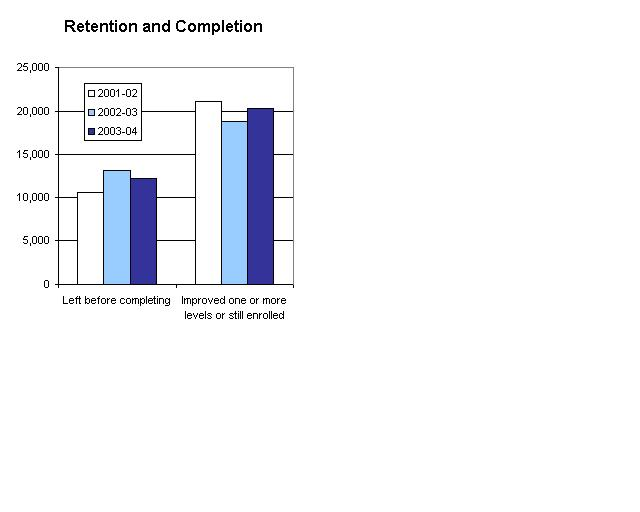 Retention and Completion
25,000
20,000
15,000
10,000
5,000
0
2001-02
2002-03
2003-04
Left before completing
Improved one or more
levels or still enrolled